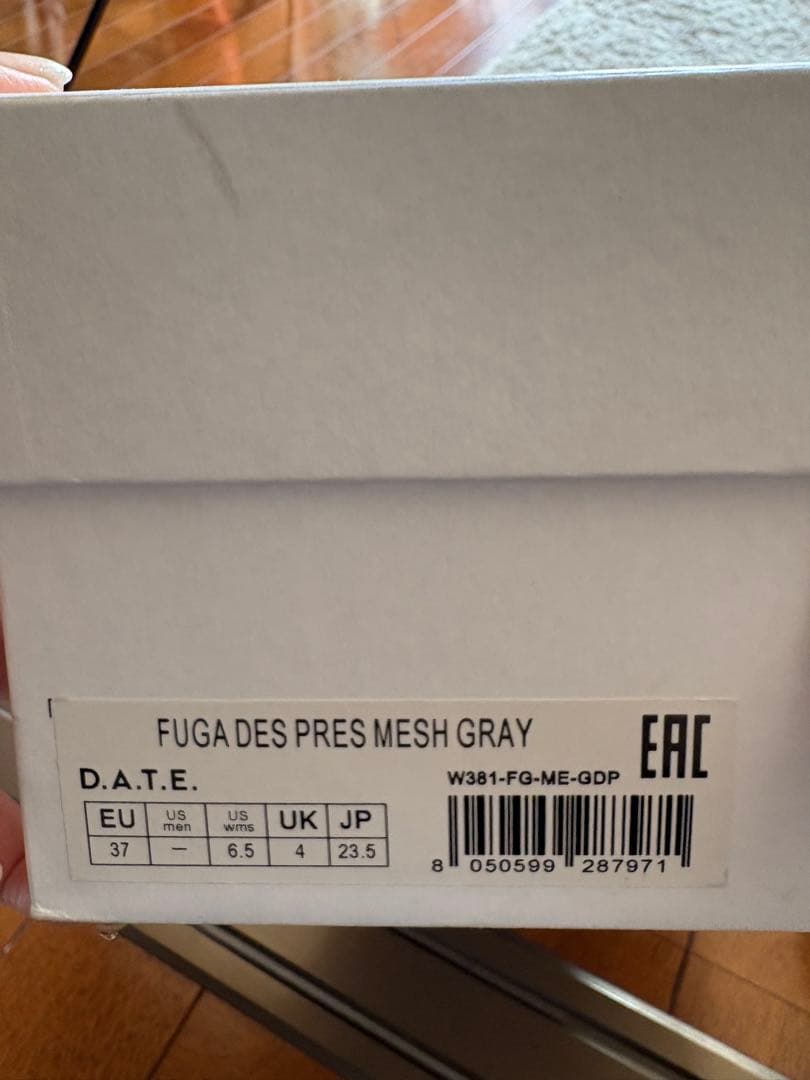 FUGA DES PRES MESH GRAY
EAC
D.A.T.E.
W381-FG-ME-GDP
EU US men US wms UK JP
37 — 6.5 4 23.5
8 050599 287971